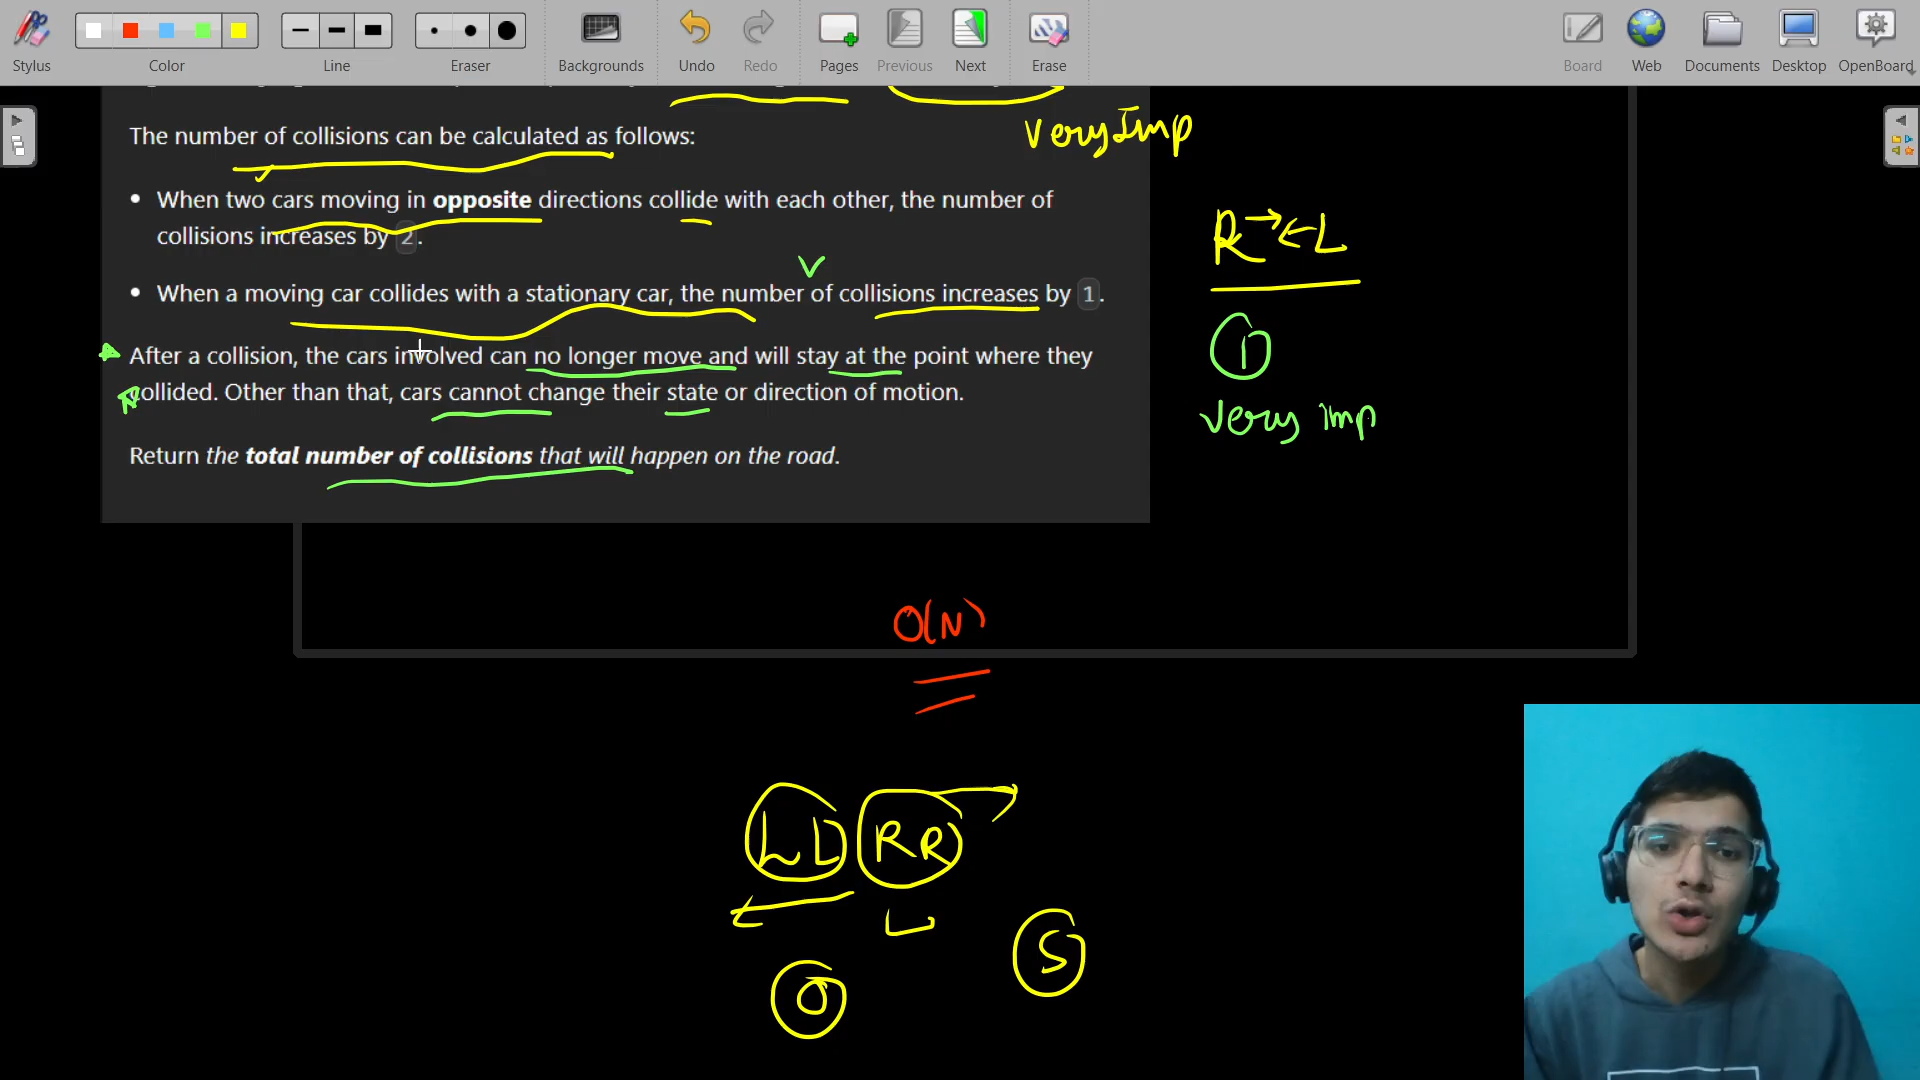 Stylus Color Line Eraser Backgrounds Undo Redo Pages Previous Next Erase Board Web Documents Desktop OpenBoard
The number of collisions can be calculated as follows:
Very Imp
• When two cars moving in opposite directions collide with each other, the number of
collisions increases by 2.
R → ← L
• When a moving car collides with a stationary car, the number of collisions increases by 1.
1
After a collision, the cars involved can no longer move and will stay at the point where they
collided. Other than that, cars cannot change their state or direction of motion.
Very imp
Return the total number of collisions that will happen on the road.
O(N)
LL RR
S
0